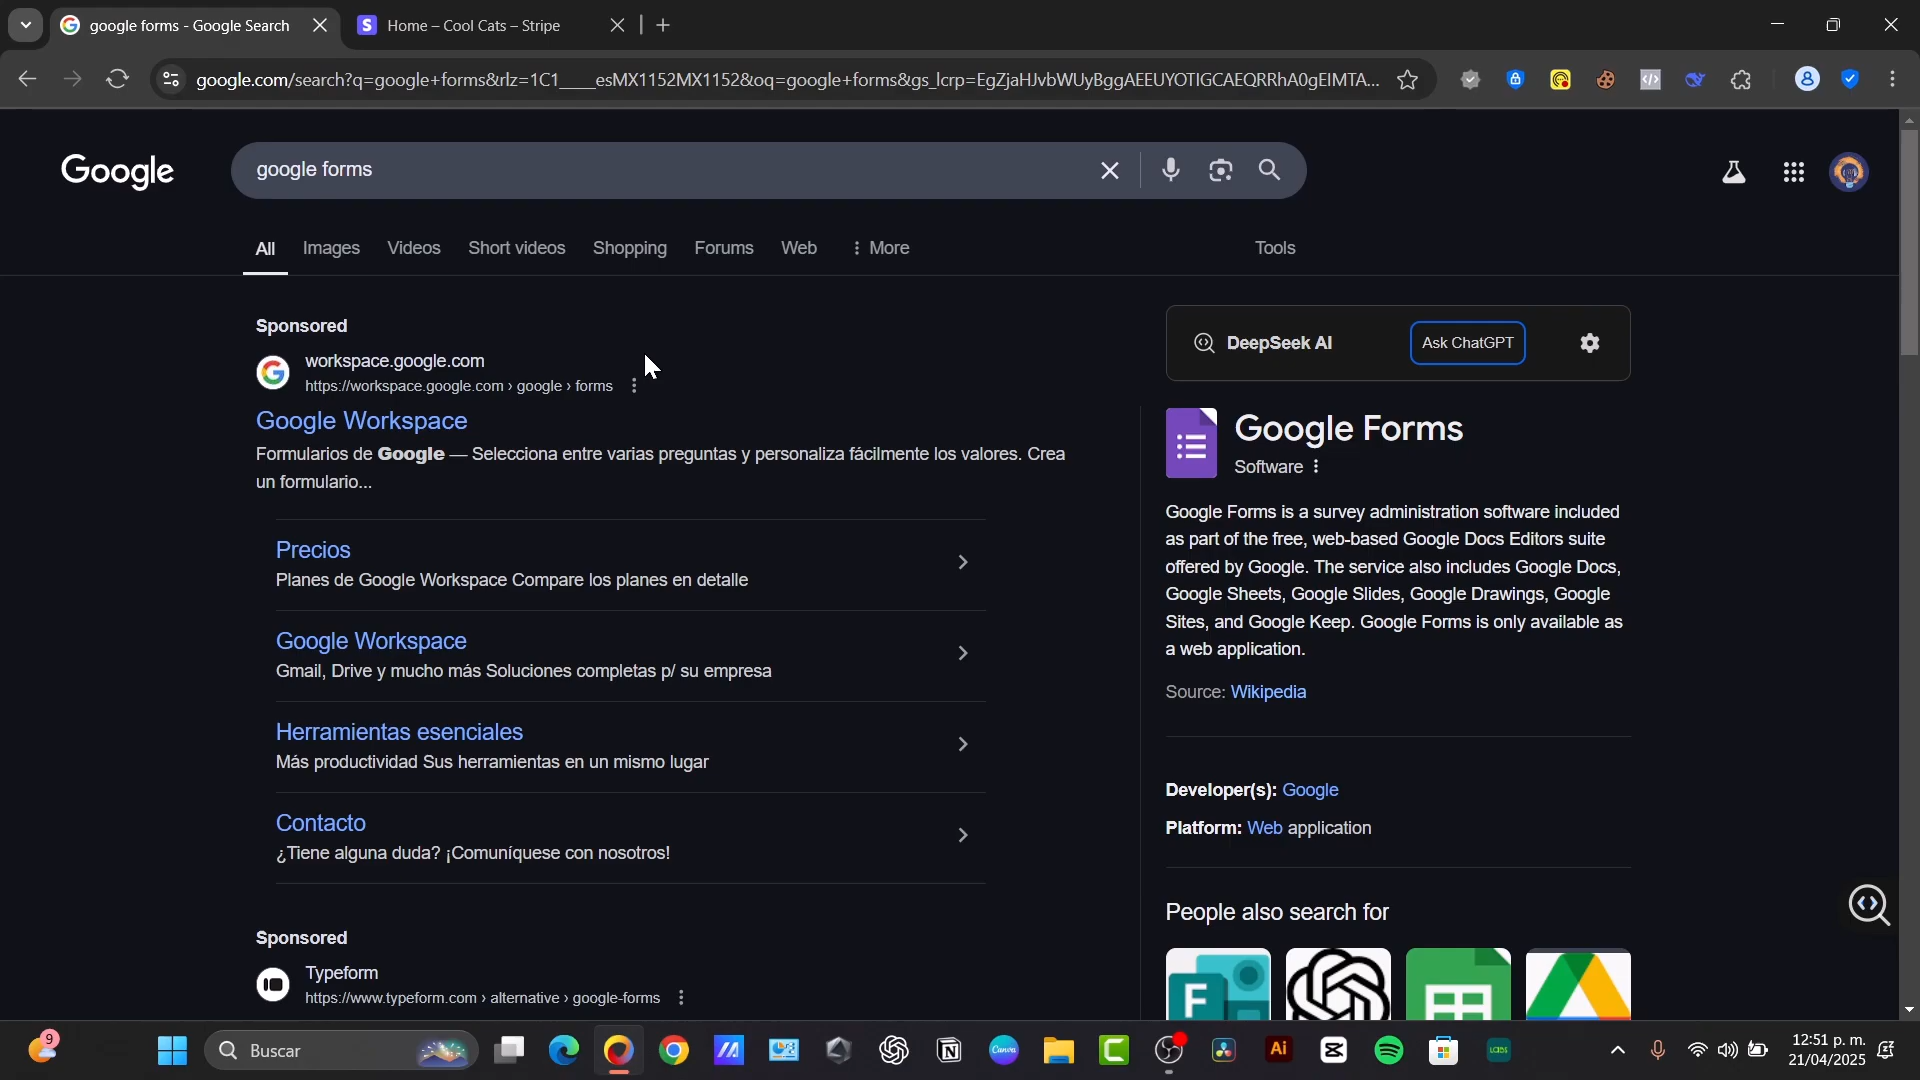 google forms - Google Search
Home – Cool Cats – Stripe
google.com/search?q=google+forms&rlz=1C1____esMX1152MX1152&oq=google+forms&gs_lcrp=EgZjaHJvbWUyBggAEEUYOTIGCAEQRRhA0gEIMTA...
Google
google forms
All
Images
Videos
Short videos
Shopping
Forums
Web
More
Tools
Sponsored
workspace.google.com
https://workspace.google.com › google › forms
Google Workspace
Formularios de Google — Selecciona entre varias preguntas y personaliza fácilmente los valores. Crea
un formulario...
Precios
Planes de Google Workspace Compare los planes en detalle
Google Workspace
Gmail, Drive y mucho más Soluciones completas p/ su empresa
Herramientas esenciales
Más productividad Sus herramientas en un mismo lugar
Contacto
¿Tiene alguna duda? ¡Comuníquese con nosotros!
Sponsored
Typeform
https://www.typeform.com › alternative › google-forms
DeepSeek AI
Ask ChatGPT
Google Forms
Software
Google Forms is a survey administration software included
as part of the free, web-based Google Docs Editors suite
offered by Google. The service also includes Google Docs,
Google Sheets, Google Slides, Google Drawings, Google
Sites, and Google Keep. Google Forms is only available as
a web application.
Source: Wikipedia
Developer(s): Google
Platform: Web application
People also search for
F
9
Buscar
Canva
Ai
LABS
12:51 p. m.
21/04/2025